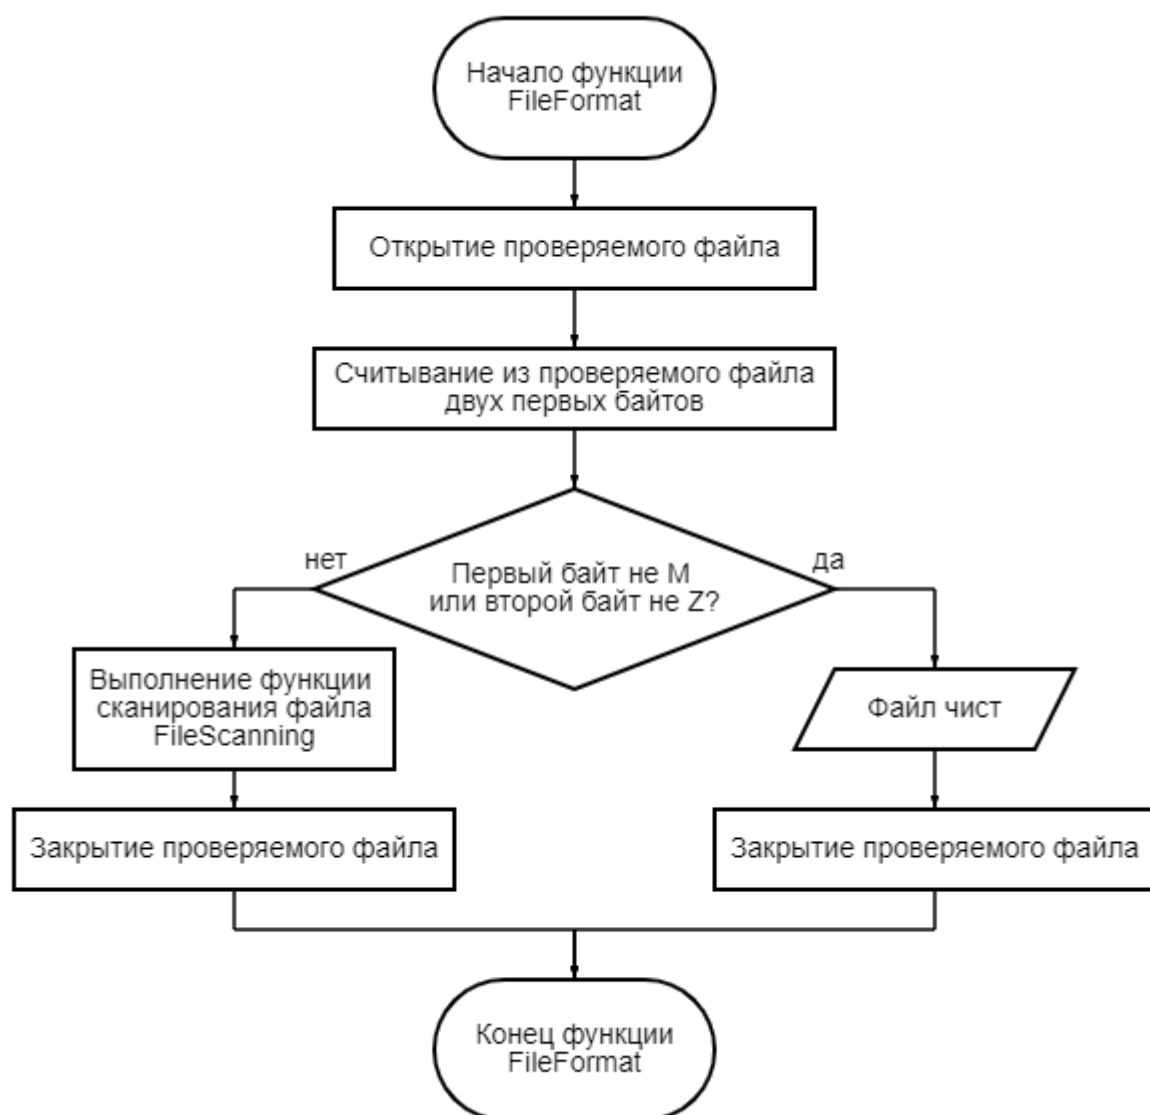 Начало функции
FileFormat
Открытие проверяемого файла
Считывание из проверяемого файла
двух первых байтов
нет
Первый байт не M
или второй байт не Z?
да
Выполнение функции
сканирования файла
FileScanning
Файл чист
Закрытие проверяемого файла
Закрытие проверяемого файла
Конец функции
FileFormat